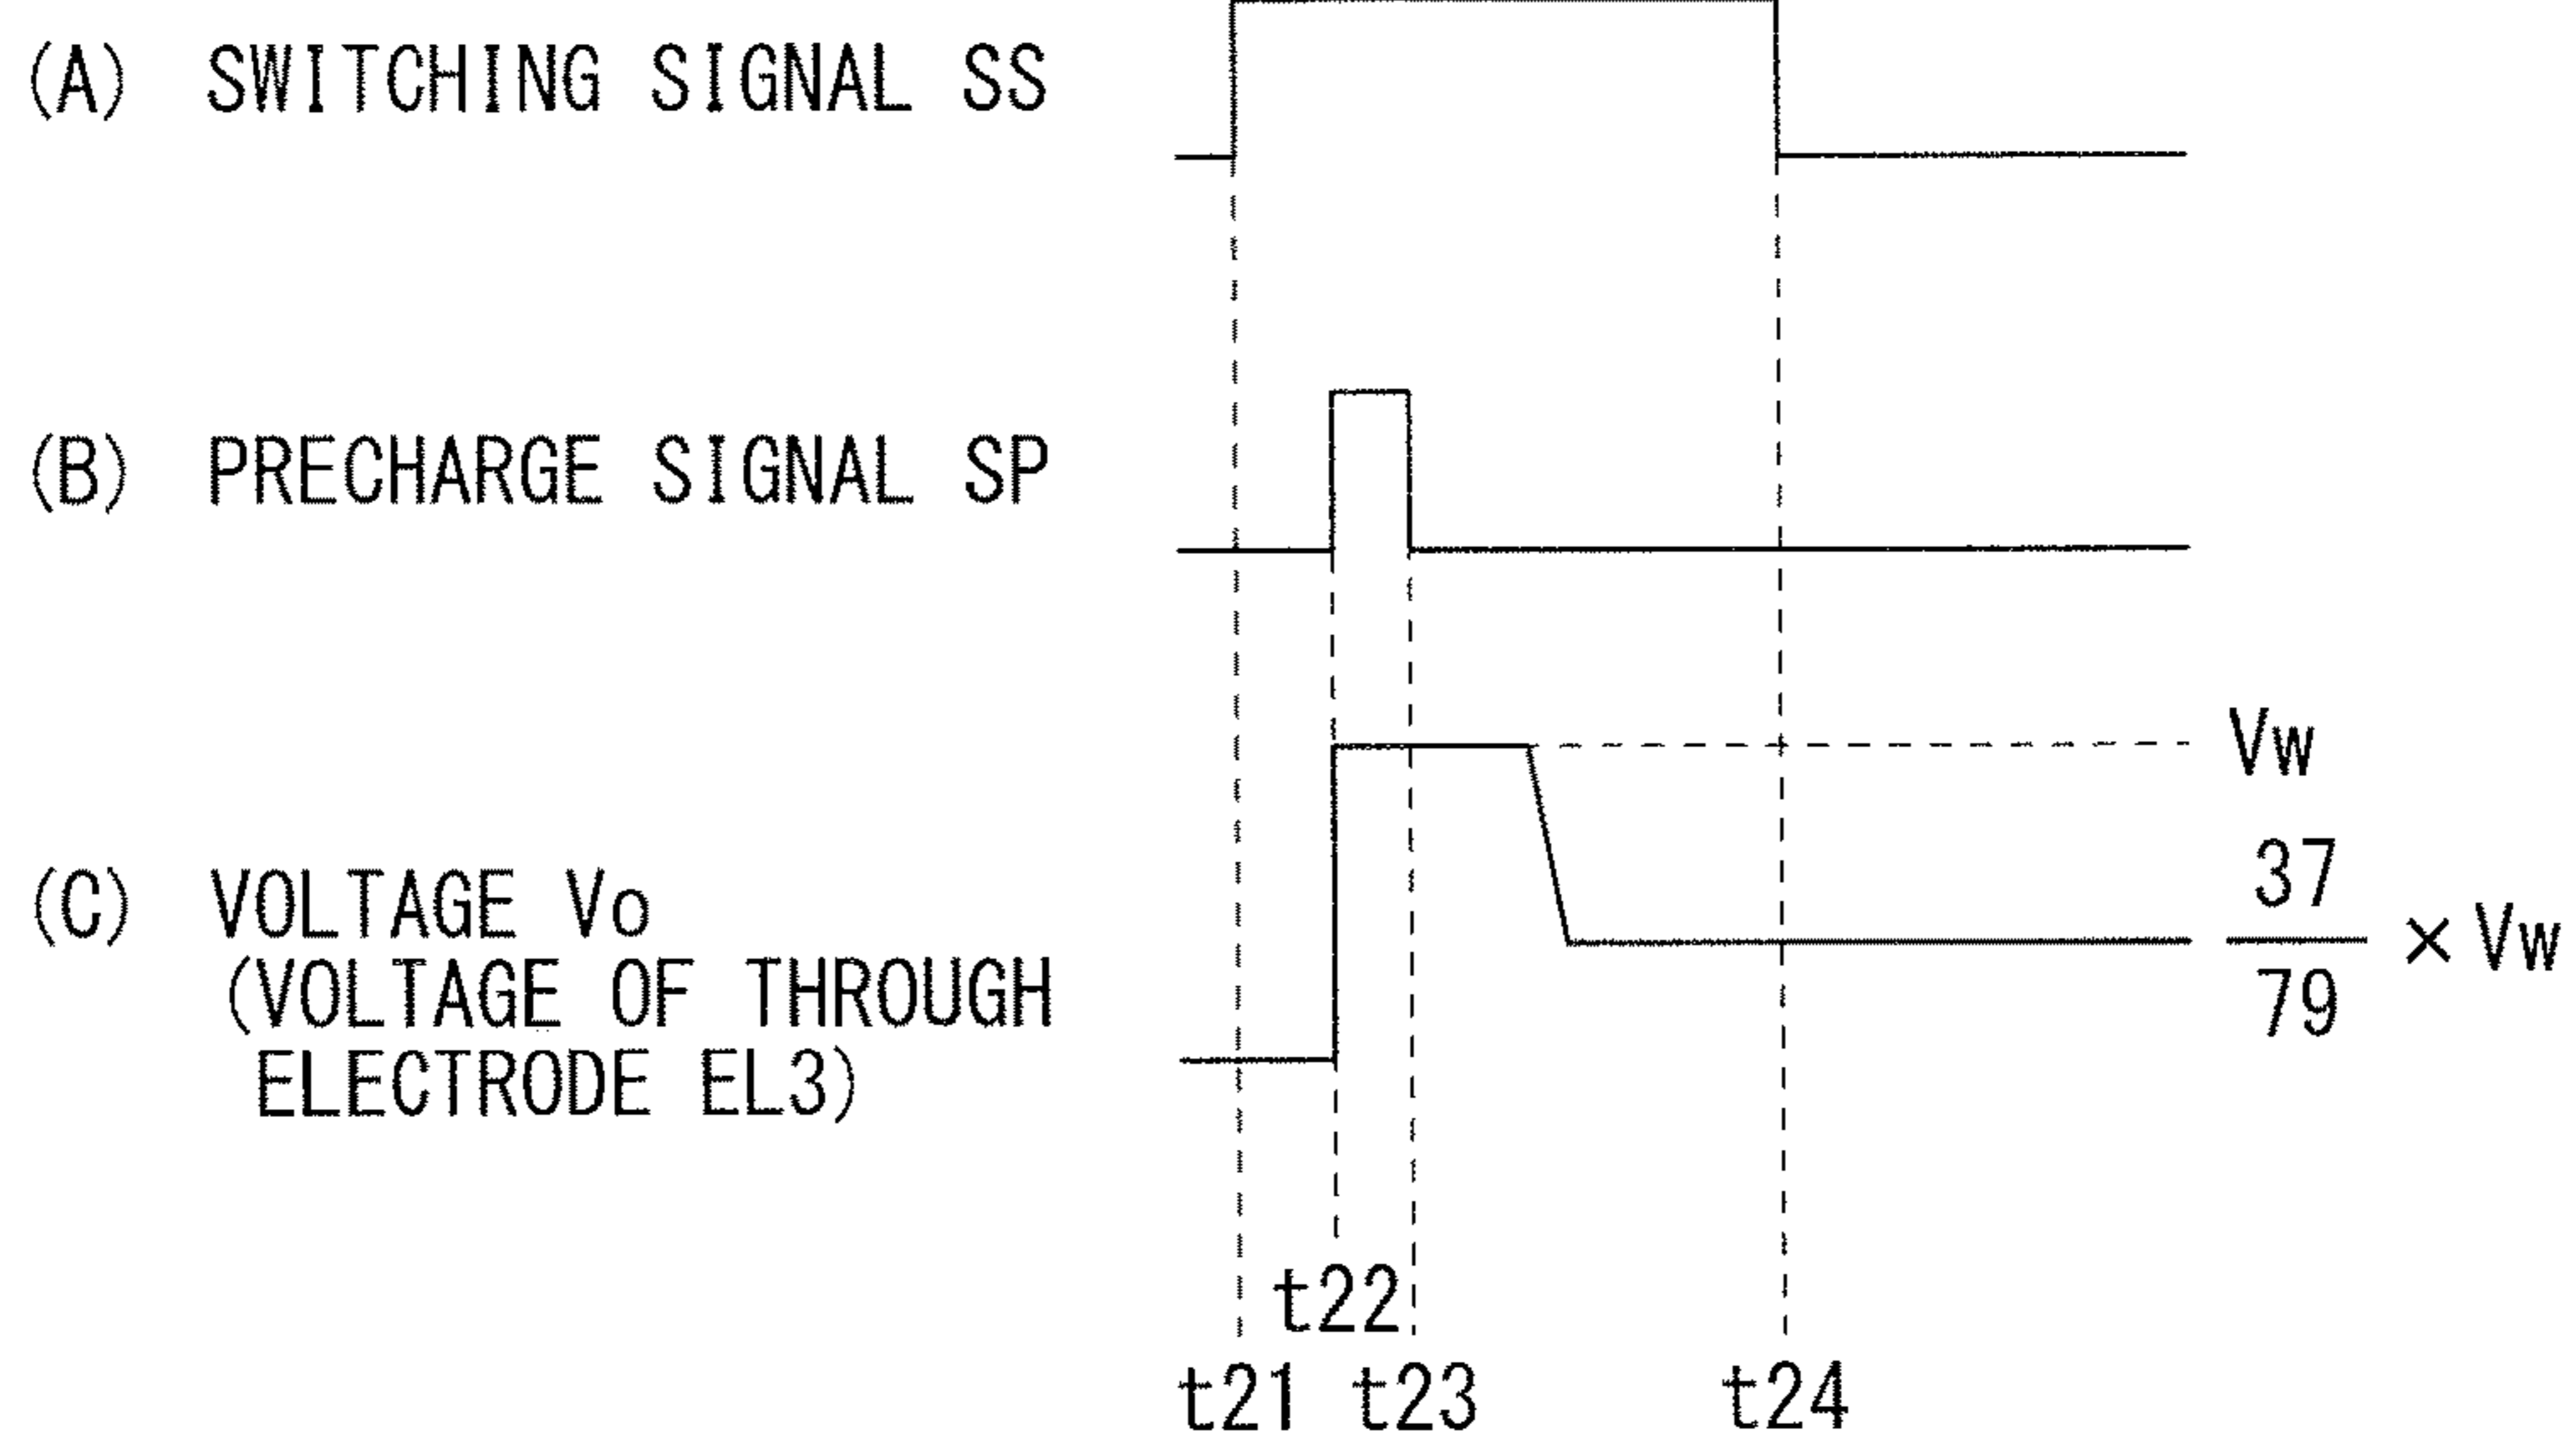 (A) SWITCHING SIGNAL SS
(B) PRECHARGE SIGNAL SP
Vw
(C) VOLTAGE Vo
(VOLTAGE OF THROUGH
ELECTRODE EL3)
37
79
× Vw
t22
t21 t23 t24